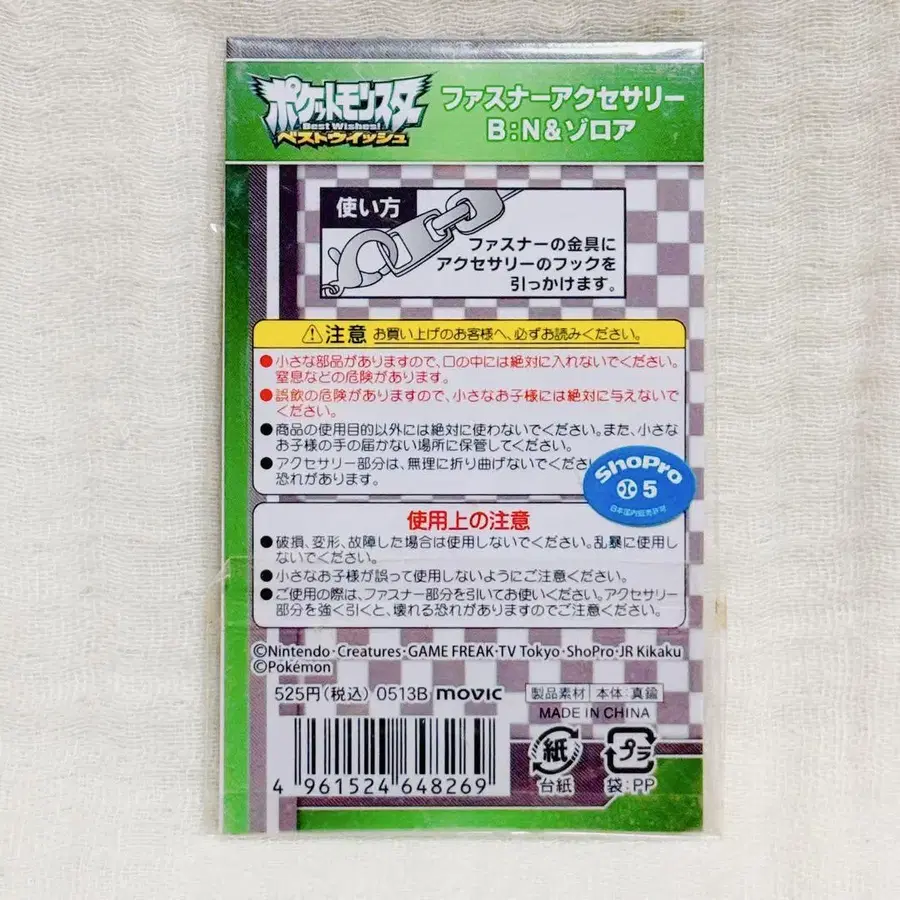 ポケットモンスター
Best Wishes!
ベストウイッシュ
ファスナーアクセサリー
B:N&ゾロア
使い方
ファスナーの金具に
アクセサリーのフックを
引っかけます。
注意 お買い上げのお客様へ、必ずお読みください。
●小さな部品がありますので、口の中には絶対に入れないでください。
窒息などの危険があります。
●誤飲の危険がありますので、小さなお子様には絶対に与えないで
ください。
●商品の使用目的以外には絶対に使わないでください。また、小さな
お子様の手の届かない場所に保管してください。
●アクセサリー部分は、無理に折り曲げないでください
恐れがあります。
ShoPro
小 5
日本国内販売許可
使用上の注意
●破損、変形、故障した場合は使用しないでください。乱暴に使用し
ないでください。
●小さなお子様が誤って使用しないようにご注意ください。
●ご使用の際は、ファスナー部分を引いてお使いください。アクセサリー
部分を強く引くと、壊れる恐れがありますのでご注意ください。
©Nintendo・Creatures・GAME FREAK・TV Tokyo・ShoPro・JR Kikaku
©Pokémon
525円(税込) 0513B movic 製品素材 本体:真鍮
MADE IN CHINA
4 961524 648269
紙
台紙
プラ
袋:PP